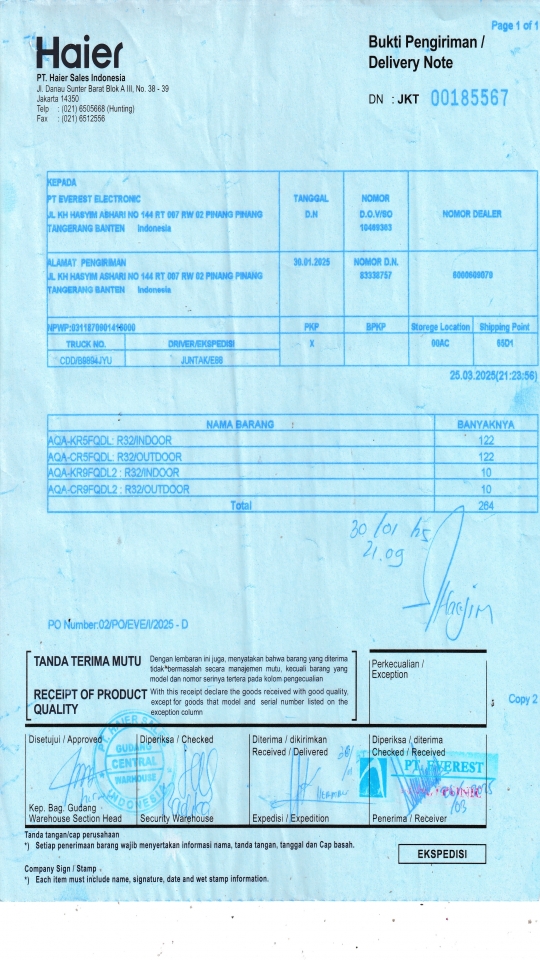 Page 1 of 1
Haier
Bukti Pengiriman /
Delivery Note
PT. Haier Sales Indonesia
Jl. Danau Sunter Barat Blok A III, No. 38 - 39
Jakarta 14350
Telp : (021) 6505668 (Hunting)
Fax : (021) 6512556
DN : JKT 00185567
KEPADA
PT EVEREST ELECTRONIC
JL KH HASYIM ASHARI NO 144 RT 007 RW 02 PINANG PINANG
TANGERANG BANTEN Indonesia
TANGGAL
D.N
NOMOR
D.O.V/SO
10469363
NOMOR DEALER
ALAMAT PENGIRIMAN
JL KH HASYIM ASHARI NO 144 RT 007 RW 02 PINANG PINANG
TANGERANG BANTEN Indonesia
30.01.2025
NOMOR D.N.
83338757
PKP BPKP Storege Location Shipping Point
TRUCK NO. DRIVER/EKSPEDISI X 00AC 65D1
JUNTAK/E66
25.03.2025(21:23:56)
NAMA BARANG : BANYAKNYA
AQA-KR5FQDL: R32/INDOOR 122
AQA-CR5FQDL: R32/OUTDOOR 122
AQA-KR9FQDL2 : R32/INDOOR 10
AQA-CR9FQDL2 : R32/OUTDOOR 10
Total 264
30/01
21.09
PO Number:02/PO/EVE/I/2025 - D
TANDA TERIMA MUTU
Dengan lembaran ini juga, menyatakan bahwa barang yang diterima
tidak bermasalah secara manajemen mutu, kecuali barang yang
model dan nomor serinya tertera pada kolom pengecualian
RECEIPT OF PRODUCT
QUALITY
With this receipt declare the goods received with good quality,
except for goods that model and serial number listed on the
exception column
Perkecualian /
Exception
Copy 2
Disetujui / Approved
Diperiksa / Checked
Diterima / dikirimkan
Received / Delivered
Diperiksa / diterima
Checked / Received
GUDANG
CENTRAL
WAREHOUSE
INDONESIA
PT. EVEREST
Kep. Bag. Gudang
Warehouse Section Head
Security Warehouse
Expedisi / Expedition
Penerima / Receiver
Tanda tangan/cap perusahaan
*) Setiap penerimaan barang wajib menyertakan informasi nama, tanda tangan, tanggal dan Cap basah.
EKSPEDISI
Company Sign / Stamp
*) Each item must include name, signature, date and wet stamp information.